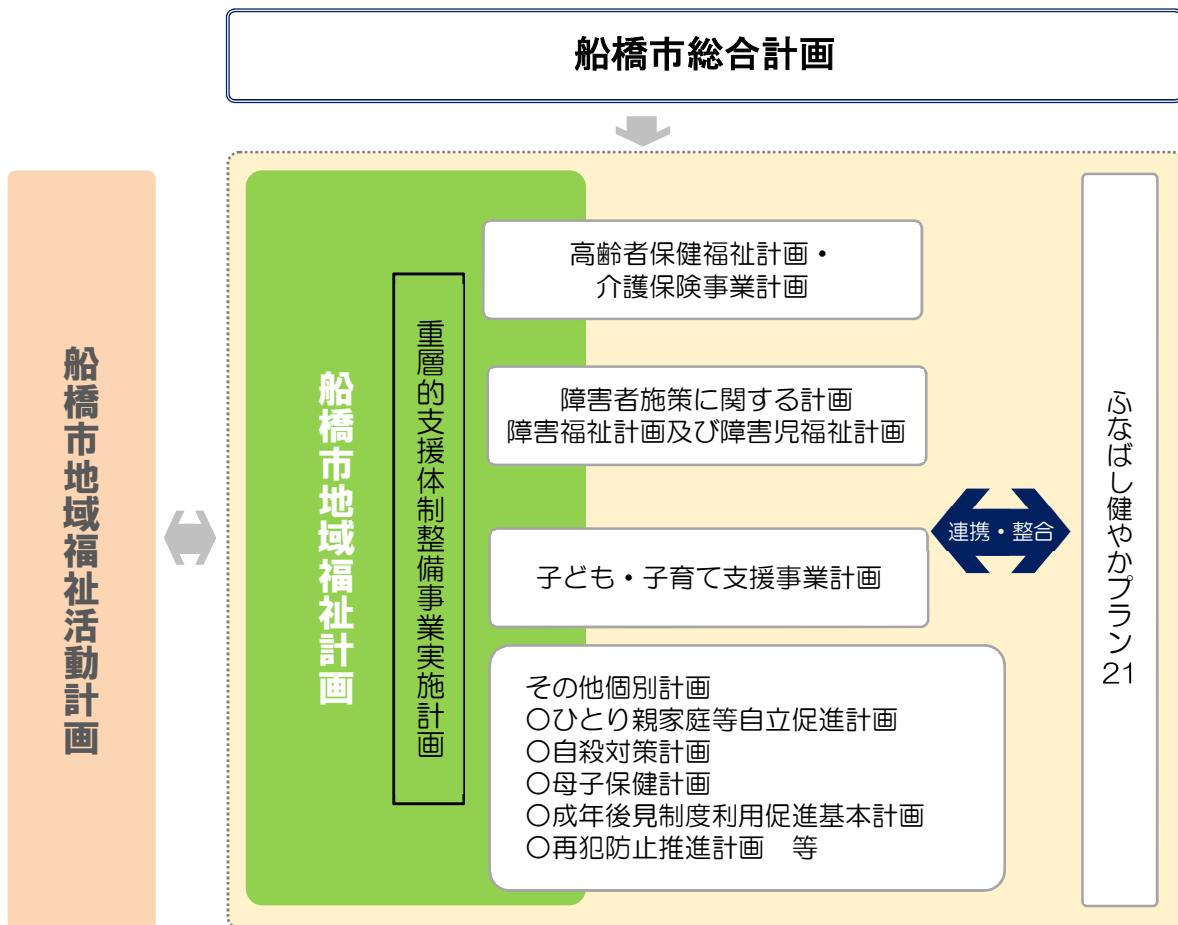 船橋市総合計画
船橋市地域福祉活動計画
船橋市地域福祉計画
重層的支援体制整備事業実施計画
高齢者保健福祉計画・
介護保険事業計画
障害者施策に関する計画
障害福祉計画及び障害児福祉計画
子ども・子育て支援事業計画
その他個別計画
〇ひとり親家庭等自立促進計画
〇自殺対策計画
〇母子保健計画
〇成年後見制度利用促進基本計画
〇再犯防止推進計画　等
連携・整合
ふなばし健やかプラン21